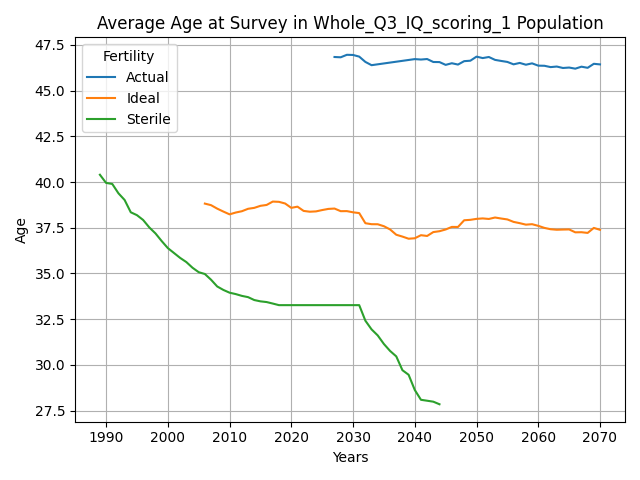 Average Age at Survey in Whole_Q3_IQ_scoring_1 Population
47.5
45.0
42.5
40.0
37.5
35.0
32.5
30.0
27.5
Age
Fertility
Actual
Ideal
Sterile
1990 2000 2010 2020 2030 2040 2050 2060 2070
Years